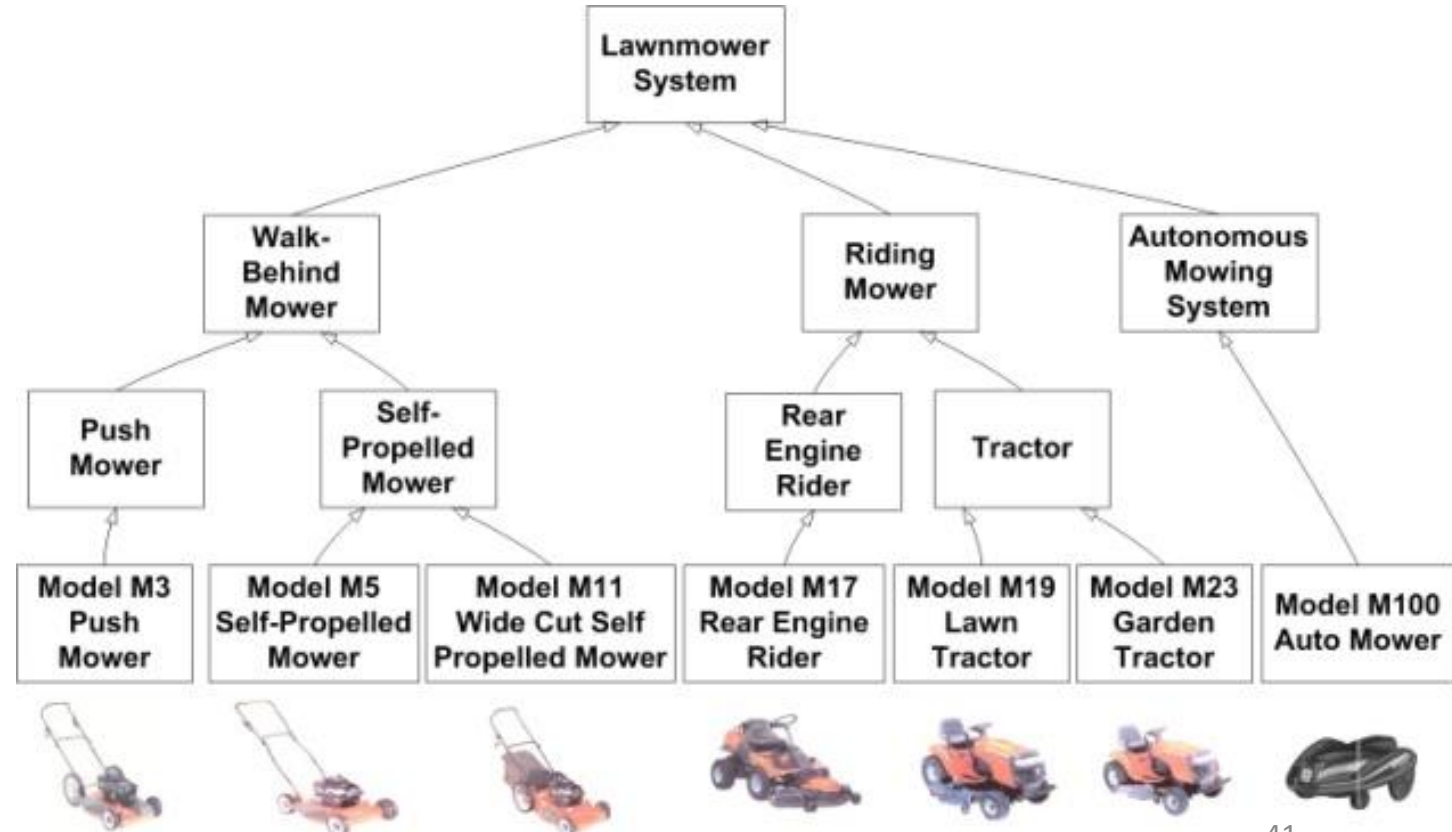 Lawnmower
System
Walk-
Behind
Mower
Riding
Mower
Autonomous
Mowing
System
Push
Mower
Self-
Propelled
Mower
Rear
Engine
Rider
Tractor
Model M3
Push
Mower
Model M5
Self-Propelled
Mower
Model M11
Wide Cut Self
Propelled Mower
Model M17
Rear Engine
Rider
Model M19
Lawn
Tractor
Model M23
Garden
Tractor
Model M100
Auto Mower
41